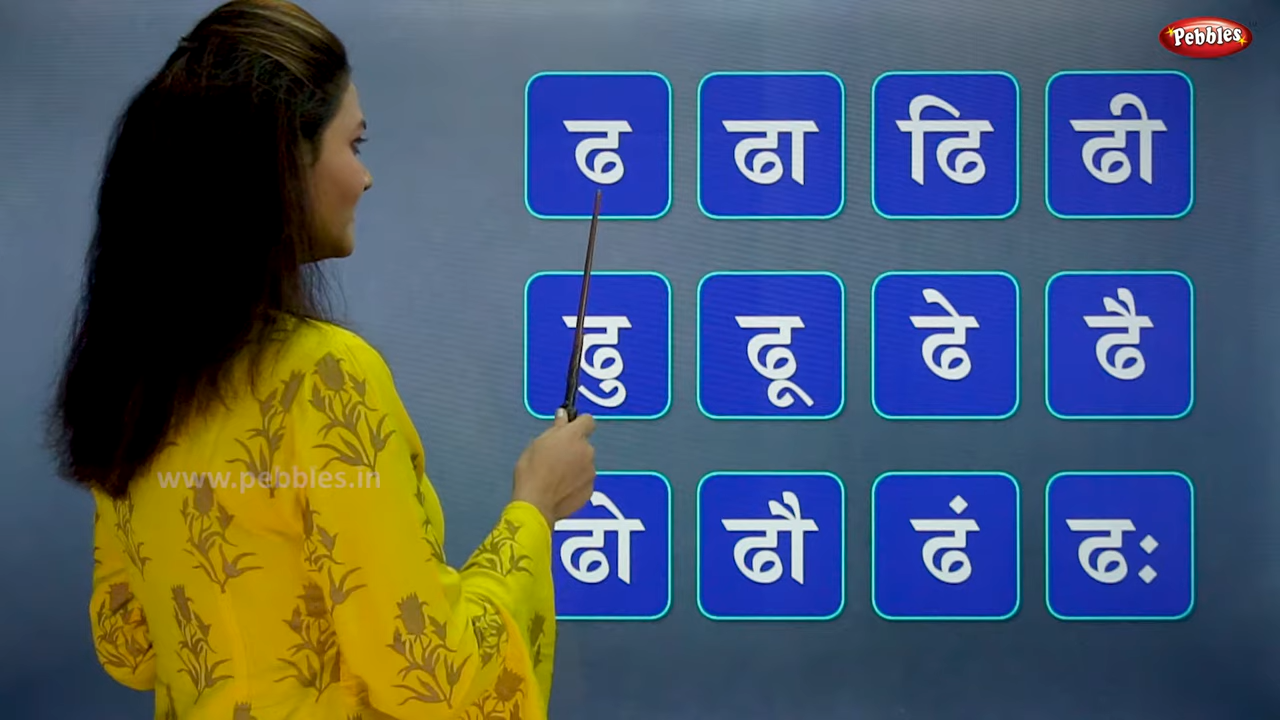 Pebbles
ढ ढा ढि ढी
ढु ढू ढे ढै
ढो ढौ ढं ढः
www.pebbles.in